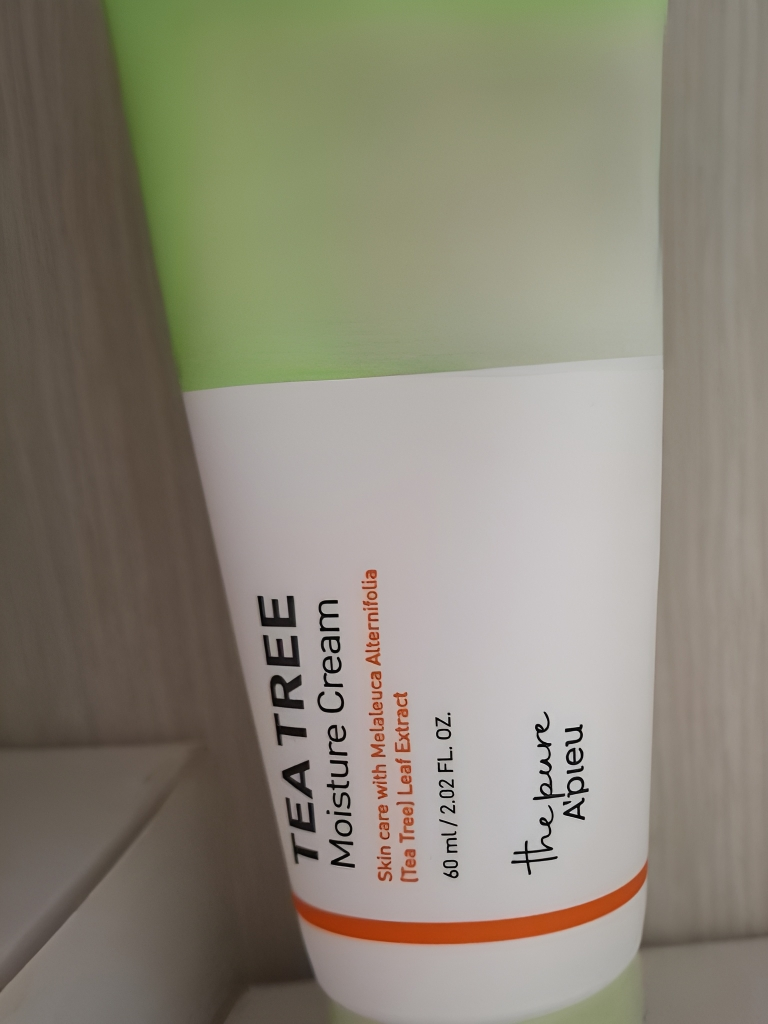 TEA TREE
Moisture Cream
Skin care with Melaleuca Alternifolia
(Tea Tree) Leaf Extract
60 ml / 2.02 FL. OZ.
the pure
A'pieu